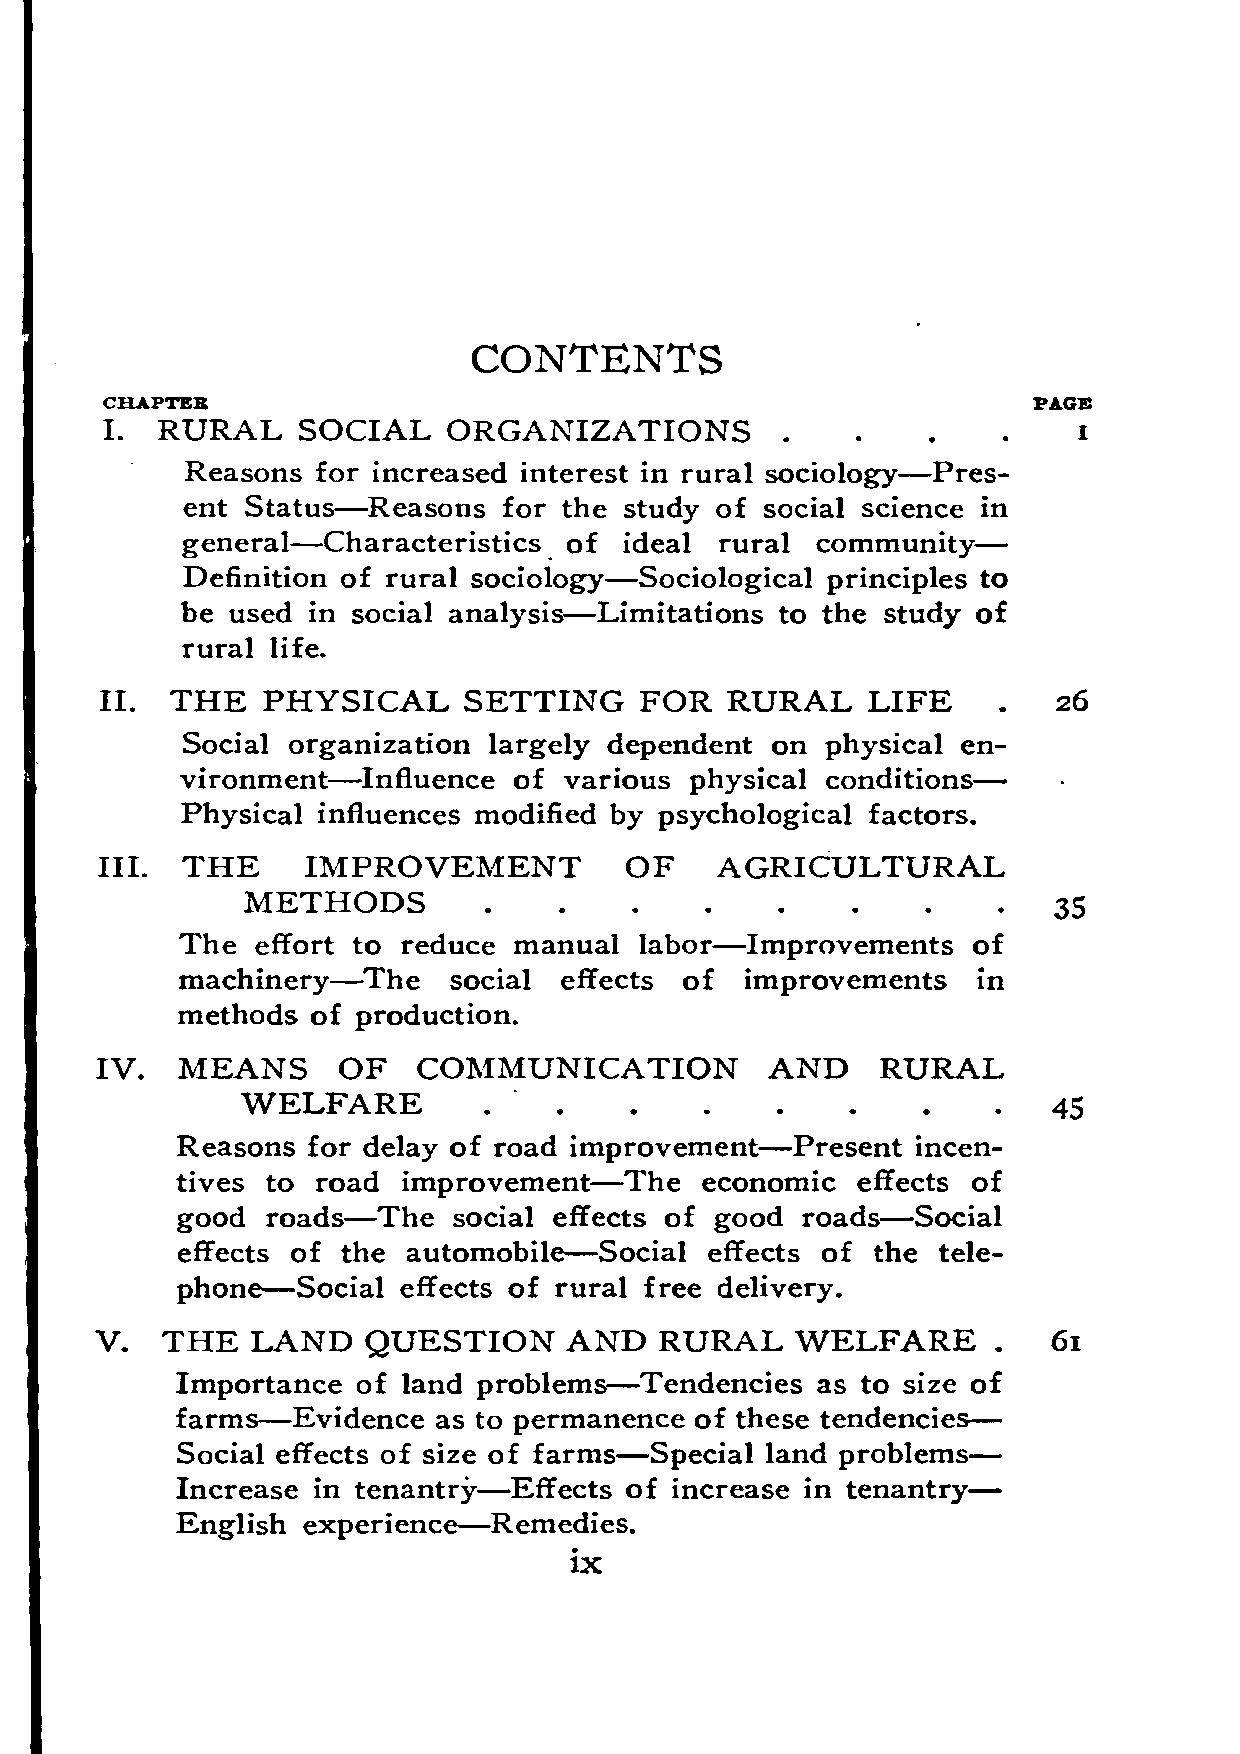 CONTENTS
CHAPTER PAGE
I. RURAL SOCIAL ORGANIZATIONS . . . . 1
Reasons for increased interest in rural sociology—Pres-
ent Status—Reasons for the study of social science in
general—Characteristics of ideal rural community—
Definition of rural sociology—Sociological principles to
be used in social analysis—Limitations to the study of
rural life.
II. THE PHYSICAL SETTING FOR RURAL LIFE . 26
Social organization largely dependent on physical en-
vironment—Influence of various physical conditions—
Physical influences modified by psychological factors.
III. THE IMPROVEMENT OF AGRICULTURAL
METHODS . . . . . . . . 35
The effort to reduce manual labor—Improvements of
machinery—The social effects of improvements in
methods of production.
IV. MEANS OF COMMUNICATION AND RURAL
WELFARE . . . . . . . . 45
Reasons for delay of road improvement—Present incen-
tives to road improvement—The economic effects of
good roads—The social effects of good roads—Social
effects of the automobile—Social effects of the tele-
phone—Social effects of rural free delivery.
V. THE LAND QUESTION AND RURAL WELFARE . 61
Importance of land problems—Tendencies as to size of
farms—Evidence as to permanence of these tendencies—
Social effects of size of farms—Special land problems—
Increase in tenantry—Effects of increase in tenantry—
English experience—Remedies.
ix